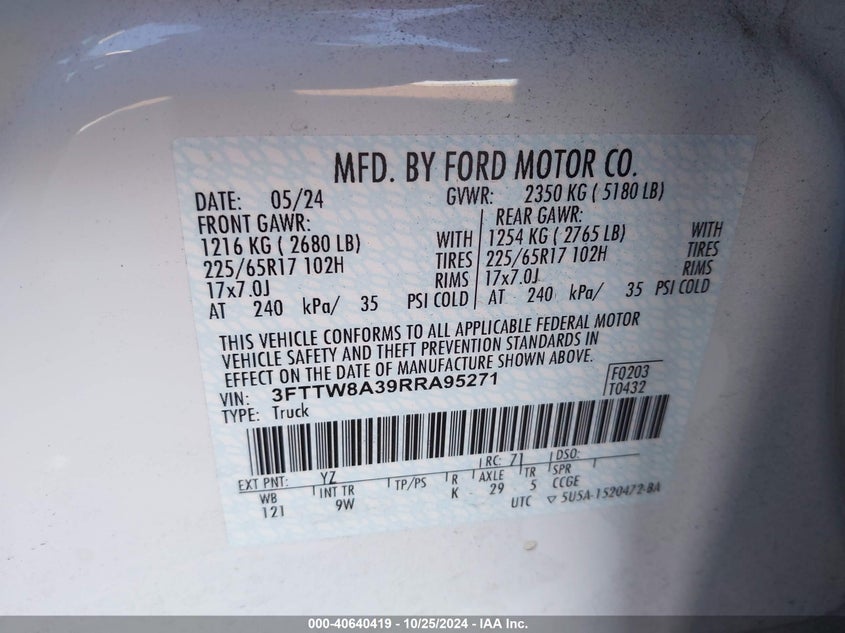 MFD. BY FORD MOTOR CO.
DATE: 05/24 GVWR: 2350 KG ( 5180 LB)
FRONT GAWR: REAR GAWR:
1216 KG ( 2680 LB) WITH 1254 KG ( 2765 LB) WITH
225/65R17 102H TIRES 225/65R17 102H TIRES
17x7.0J RIMS 17x7.0J RIMS
AT 240 kPa/ 35 PSI COLD AT 240 kPa/ 35 PSI COLD
THIS VEHICLE CONFORMS TO ALL APPLICABLE FEDERAL MOTOR
VEHICLE SAFETY AND THEFT PREVENTION STANDARDS IN
EFFECT ON THE DATE OF MANUFACTURE SHOWN ABOVE.
VIN: 3FTTW8A39RRA95271 F0203
TYPE: Truck T0432
EXT PNT: YZ RC: 71 DSO:
WB INT TR TP/PS R AXLE TR SPR
121 9W K 29 5 CCGE
UTC ▽ 5U5A-1520472-BA
000-40640419 - 10/25/2024 - IAA Inc.